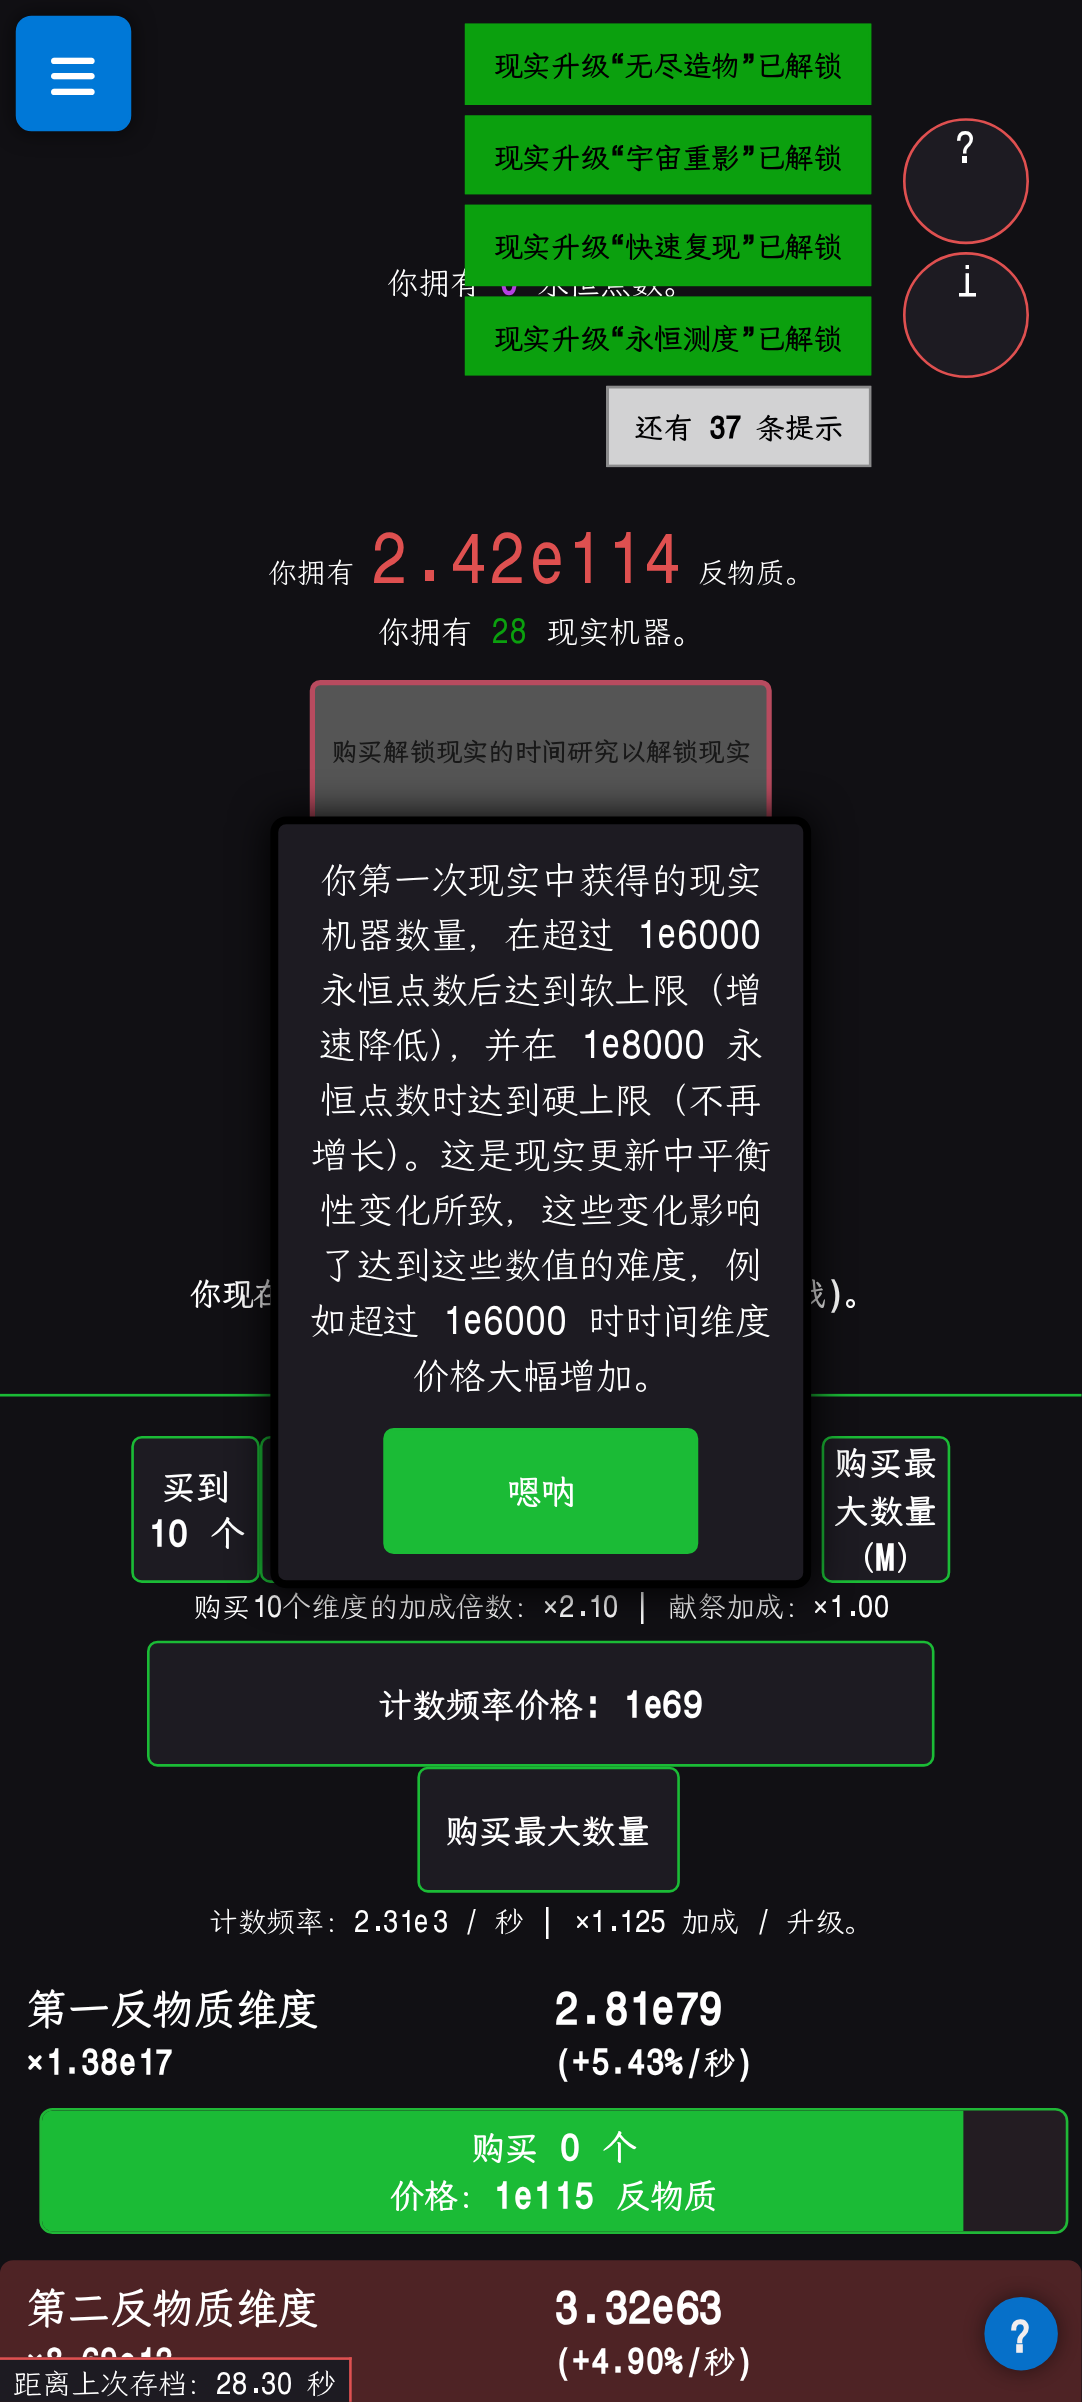 现实升级“无尽造物”已解锁
现实升级“宇宙重影”已解锁
?
现实升级“快速复现”已解锁
你拥有 永恒点数。
现实升级“永恒测度”已解锁
还有 37 条提示
你拥有 2.42e114 反物质。
你拥有 28 现实机器。
购买解锁现实的时间研究以解锁现实
你第一次现实中获得的现实
机器数量，在超过 1e6000
永恒点数后达到软上限（增
速降低），并在 1e8000 永
恒点数时达到硬上限（不再
增长）。这是现实更新中平衡
性变化所致，这些变化影响
了达到这些数值的难度，例
如超过 1e6000 时时间维度
价格大幅增加。
嗯呐
你现在
)。
买到
10 个
购买最
大数量
(M)
购买10个维度的加成倍数：×2.10 | 献祭加成：×1.00
计数频率价格：1e69
购买最大数量
计数频率：2.31e3 / 秒 | ×1.125 加成 / 升级。
第一反物质维度 2.81e79
×1.38e17 (+5.43%/秒)
购买 0 个
价格：1e115 反物质
第二反物质维度 3.32e63
(+4.90%/秒)
?
距离上次存档：28.30 秒